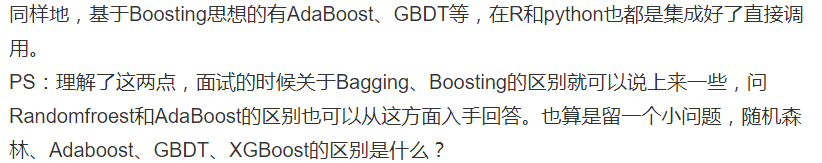 同样地，基于Boosting思想的有AdaBoost、GBDT等，在R和python也都是集成好了直接调
用。
PS：理解了这两点，面试的时候关于Bagging、Boosting的区别就可以说上来一些，问
Randomfroest和AdaBoost的区别也可以从这方面入手回答。也算是留一个小问题，随机森
林、Adaboost、GBDT、XGBoost的区别是什么？